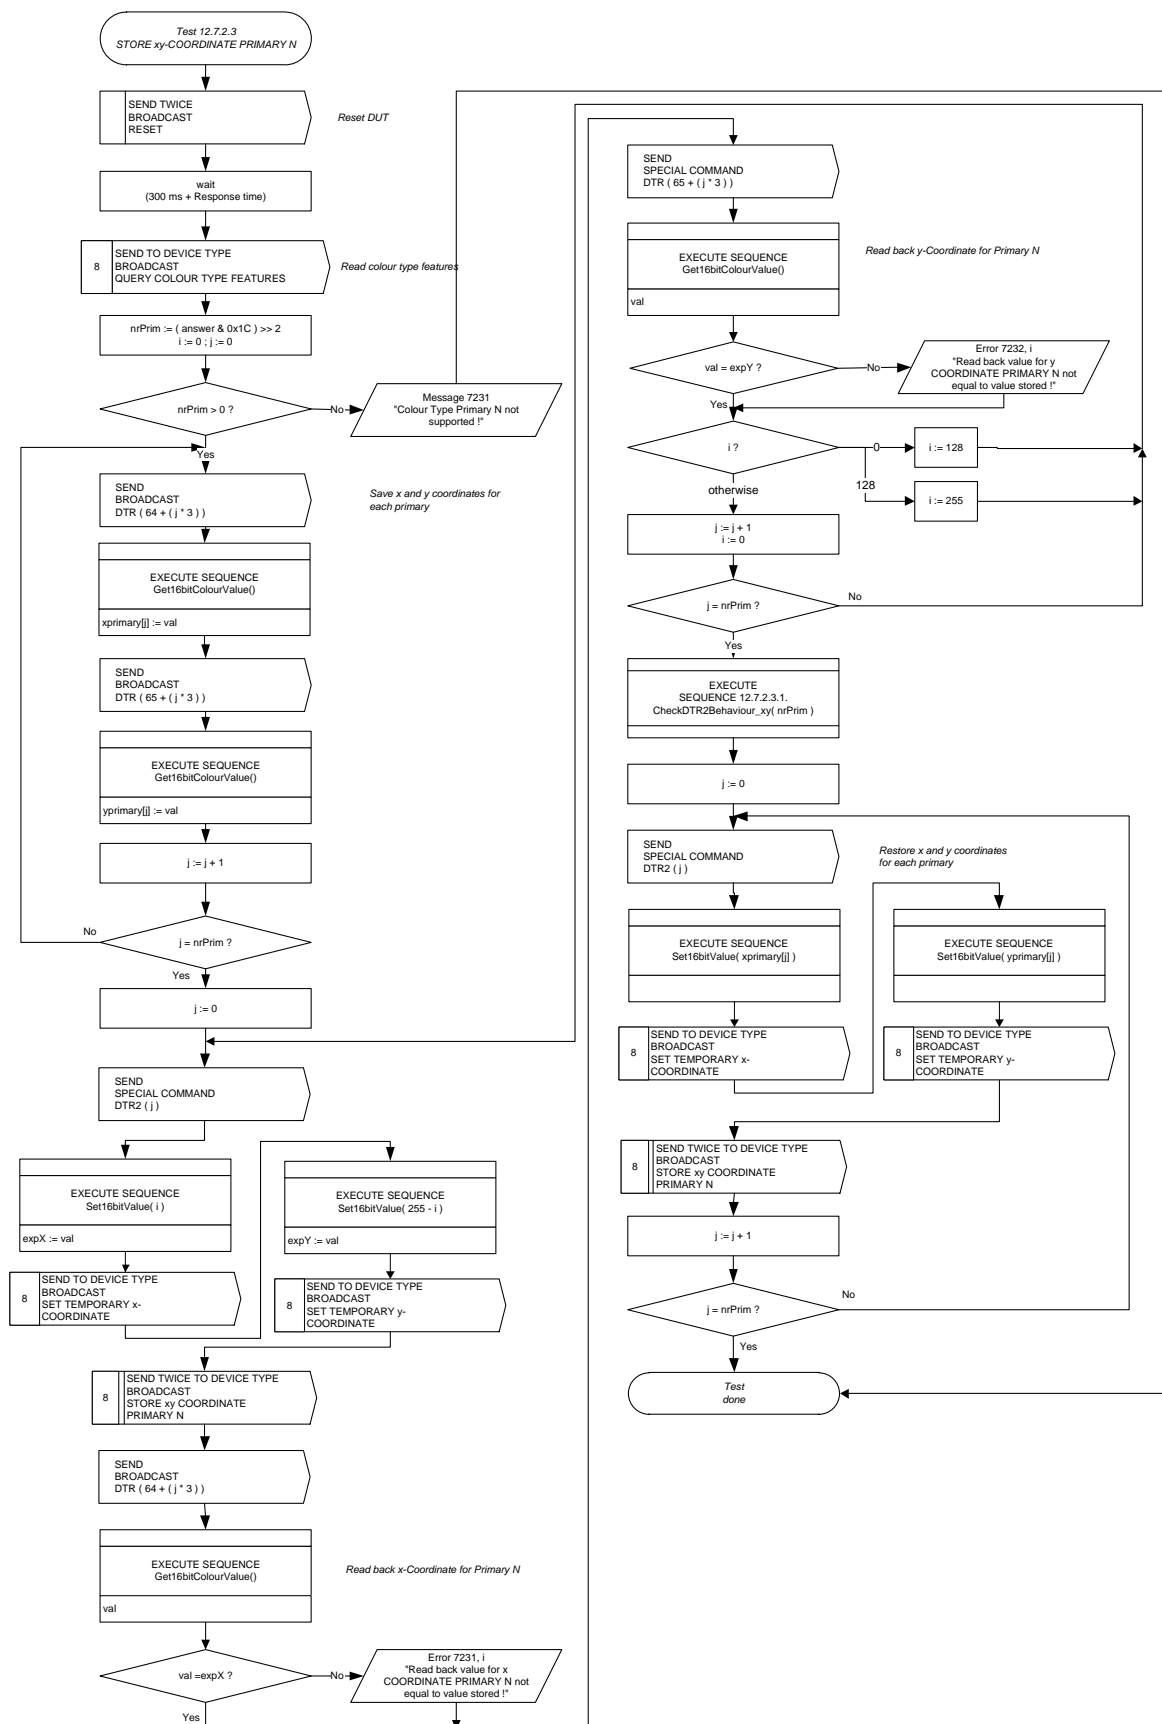 Test 12.7.2.3
STORE xy-COORDINATE PRIMARY N
SEND TWICE
BROADCAST
RESET
Reset DUT
wait
(300 ms + Response time)
8
SEND TO DEVICE TYPE
BROADCAST
QUERY COLOUR TYPE FEATURES
Read colour type features
nrPrim := ( answer & 0x1C ) >> 2
i := 0 ; j := 0
nrPrim > 0 ?
No
Message 7231
"Colour Type Primary N not
supported !"
Yes
SEND
BROADCAST
DTR ( 64 + ( j * 3 ) )
Save x and y coordinates for
each primary
EXECUTE SEQUENCE
Get16bitColourValue()
xprimary[j] := val
SEND
BROADCAST
DTR ( 65 + ( j * 3 ) )
EXECUTE SEQUENCE
Get16bitColourValue()
yprimary[j] := val
j := j + 1
No
j = nrPrim ?
Yes
j := 0
SEND
SPECIAL COMMAND
DTR2 ( j )
EXECUTE SEQUENCE
Set16bitValue( i )
expX := val
EXECUTE SEQUENCE
Set16bitValue( 255 - i )
expY := val
8
SEND TO DEVICE TYPE
BROADCAST
SET TEMPORARY x-
COORDINATE
8
SEND TO DEVICE TYPE
BROADCAST
SET TEMPORARY y-
COORDINATE
8
SEND TWICE TO DEVICE TYPE
BROADCAST
STORE xy COORDINATE
PRIMARY N
SEND
BROADCAST
DTR ( 64 + ( j * 3 ) )
EXECUTE SEQUENCE
Get16bitColourValue()
val
Read back x-Coordinate for Primary N
val =expX ?
No
Error 7231, i
"Read back value for x
COORDINATE PRIMARY N not
equal to value stored !"
Yes
SEND
SPECIAL COMMAND
DTR ( 65 + ( j * 3 ) )
EXECUTE SEQUENCE
Get16bitColourValue()
val
Read back y-Coordinate for Primary N
val = expY ?
No
Error 7232, i
"Read back value for y
COORDINATE PRIMARY N not
equal to value stored !"
Yes
i ?
0
i := 128
128
i := 255
otherwise
j := j + 1
i := 0
j = nrPrim ?
No
Yes
EXECUTE
SEQUENCE 12.7.2.3.1.
CheckDTR2Behaviour_xy( nrPrim )
j := 0
SEND
SPECIAL COMMAND
DTR2 ( j )
Restore x and y coordinates
for each primary
EXECUTE SEQUENCE
Set16bitValue( xprimary[j] )
EXECUTE SEQUENCE
Set16bitValue( yprimary[j] )
8
SEND TO DEVICE TYPE
BROADCAST
SET TEMPORARY x-
COORDINATE
8
SEND TO DEVICE TYPE
BROADCAST
SET TEMPORARY y-
COORDINATE
8
SEND TWICE TO DEVICE TYPE
BROADCAST
STORE xy COORDINATE
PRIMARY N
j := j + 1
j = nrPrim ?
No
Yes
Test
done